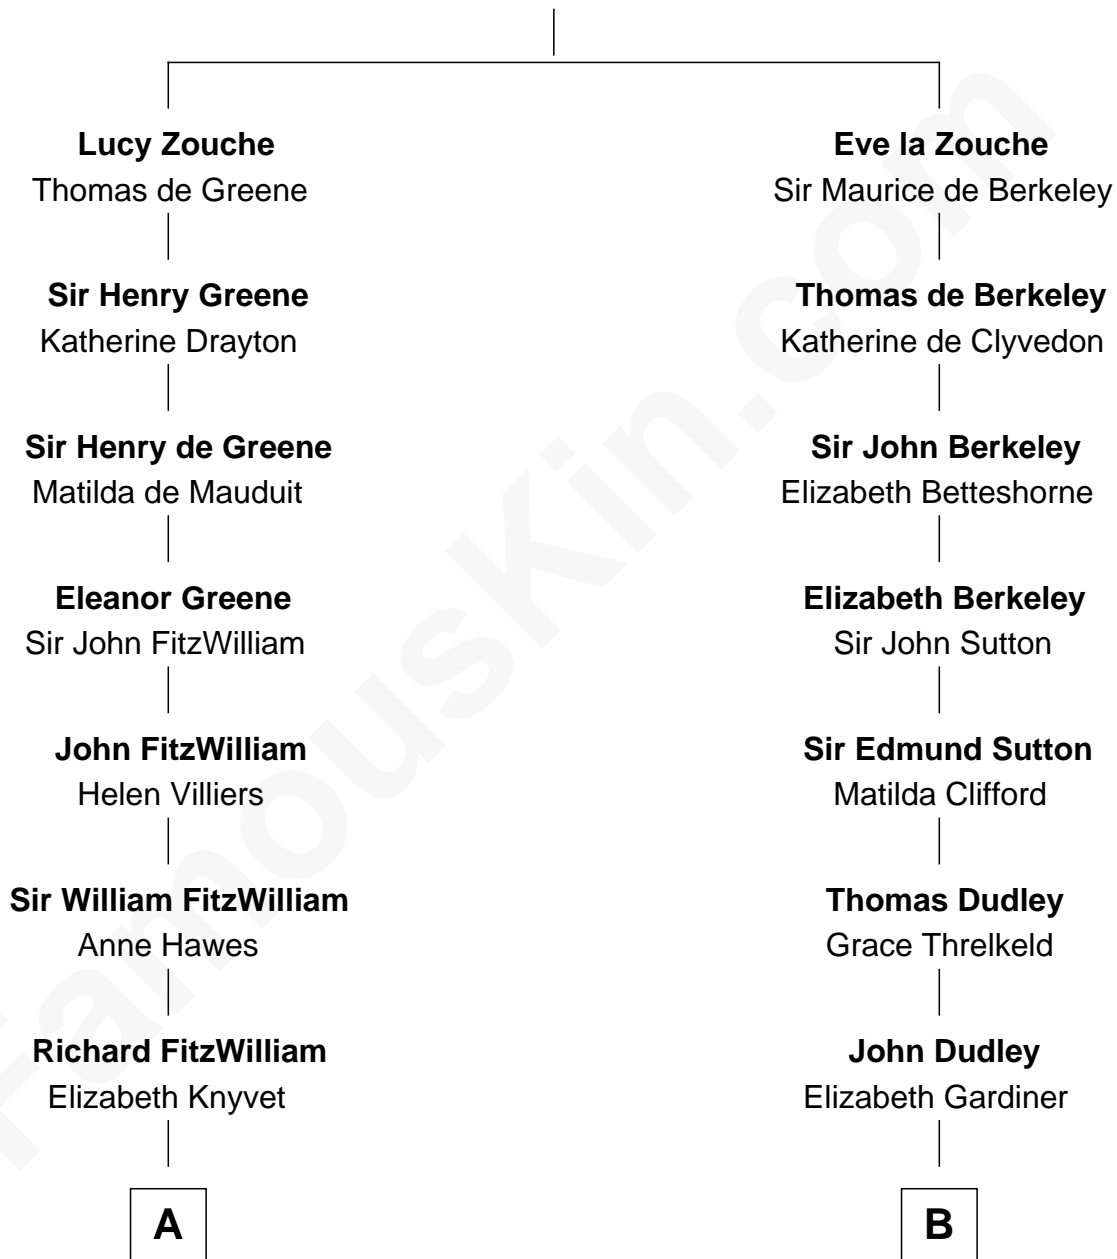 Lucy Zouche
Thomas de Greene
Sir Henry Greene
Katherine Drayton
Sir Henry de Greene
Matilda de Mauduit
Eleanor Greene
Sir John FitzWilliam
John FitzWilliam
Helen Villiers
Sir William FitzWilliam
Anne Hawes
Richard FitzWilliam
Elizabeth Knyvet
A
Eve la Zouche
Sir Maurice de Berkeley
Thomas de Berkeley
Katherine de Clyvedon
Sir John Berkeley
Elizabeth Betteshorne
Elizabeth Berkeley
Sir John Sutton
Sir Edmund Sutton
Matilda Clifford
Thomas Dudley
Grace Threlkeld
John Dudley
Elizabeth Gardiner
B
FamousKin.com